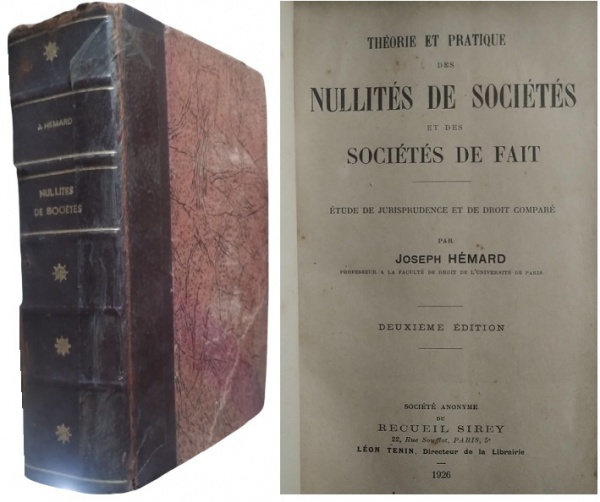 J. HÉMARD
NULLITÉS
DE SOCIÉTÉS
THÉORIE ET PRATIQUE
DES
NULLITÉS DE SOCIÉTÉS
ET DES
SOCIÉTÉS DE FAIT
ÉTUDE DE JURISPRUDENCE ET DE DROIT COMPARÉ
PAR
JOSEPH HÉMARD
PROFESSEUR A LA FACULTÉ DE DROIT DE L'UNIVERSITÉ DE PARIS
DEUXIÈME ÉDITION
SOCIÉTÉ ANONYME
DU
RECUEIL SIREY
22, Rue Soufflot, PARIS, 5e
LÉON TENIN, Directeur de la Librairie
1926